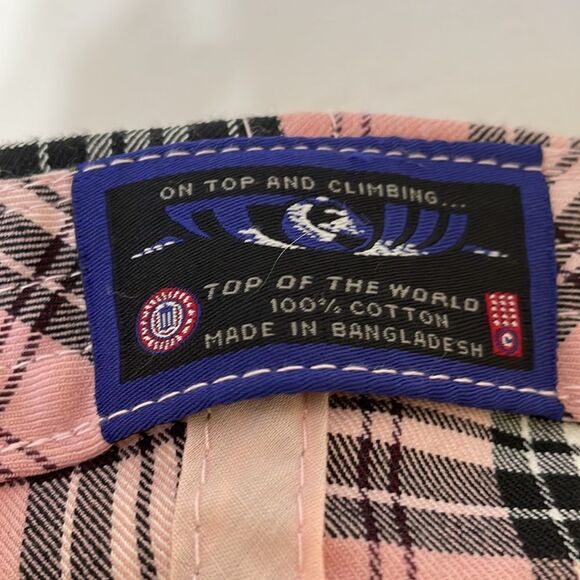 ON TOP AND CLIMBING...
TOP OF THE WORLD
100% COTTON
MADE IN BANGLADESH
C